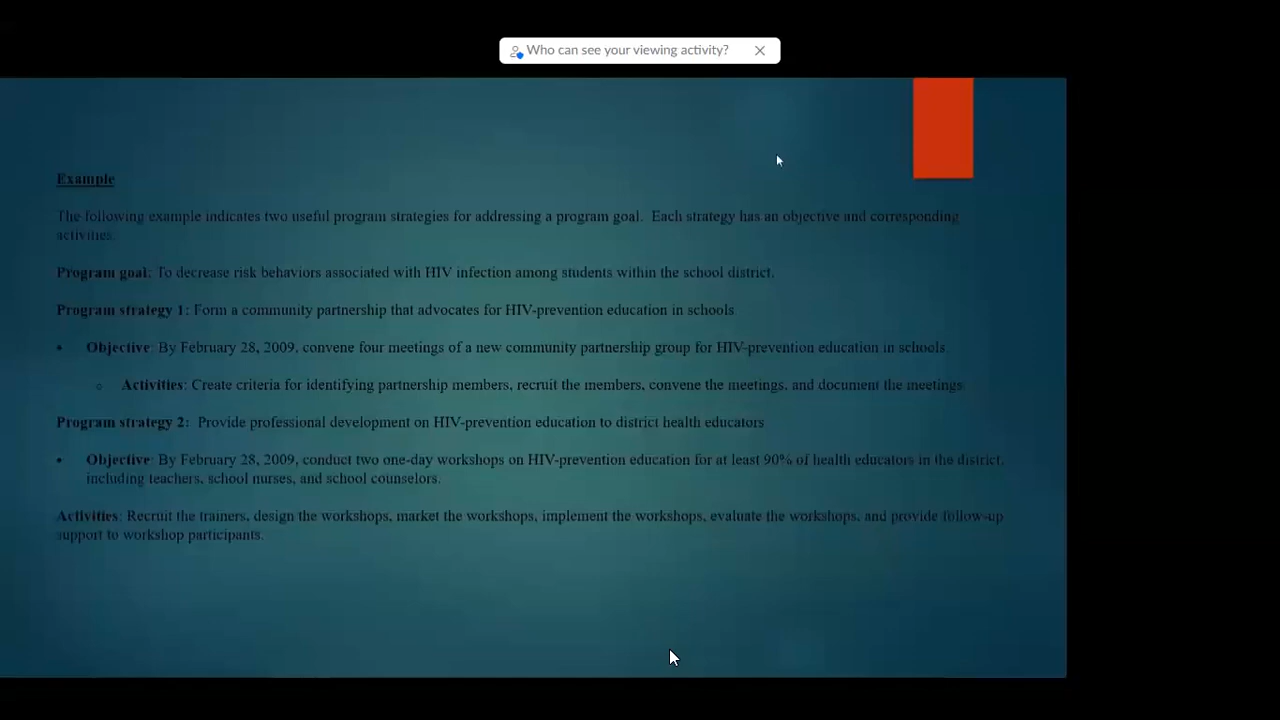 Who can see your viewing activity?
Example
The following example indicates two useful program strategies for addressing a program goal.  Each strategy has an objective and corresponding
activities.
Program goal: To decrease risk behaviors associated with HIV infection among students within the school district.
Program strategy 1: Form a community partnership that advocates for HIV-prevention education in schools
• Objective: By February 28, 2009, convene four meetings of a new community partnership group for HIV-prevention education in schools.
○ Activities: Create criteria for identifying partnership members, recruit the members, convene the meetings, and document the meetings
Program strategy 2:  Provide professional development on HIV-prevention education to district health educators
• Objective: By February 28, 2009, conduct two one-day workshops on HIV-prevention education for at least 90% of health educators in the district,
including teachers, school nurses, and school counselors.
Activities: Recruit the trainers, design the workshops, market the workshops, implement the workshops, evaluate the workshops, and provide follow-up
support to workshop participants.